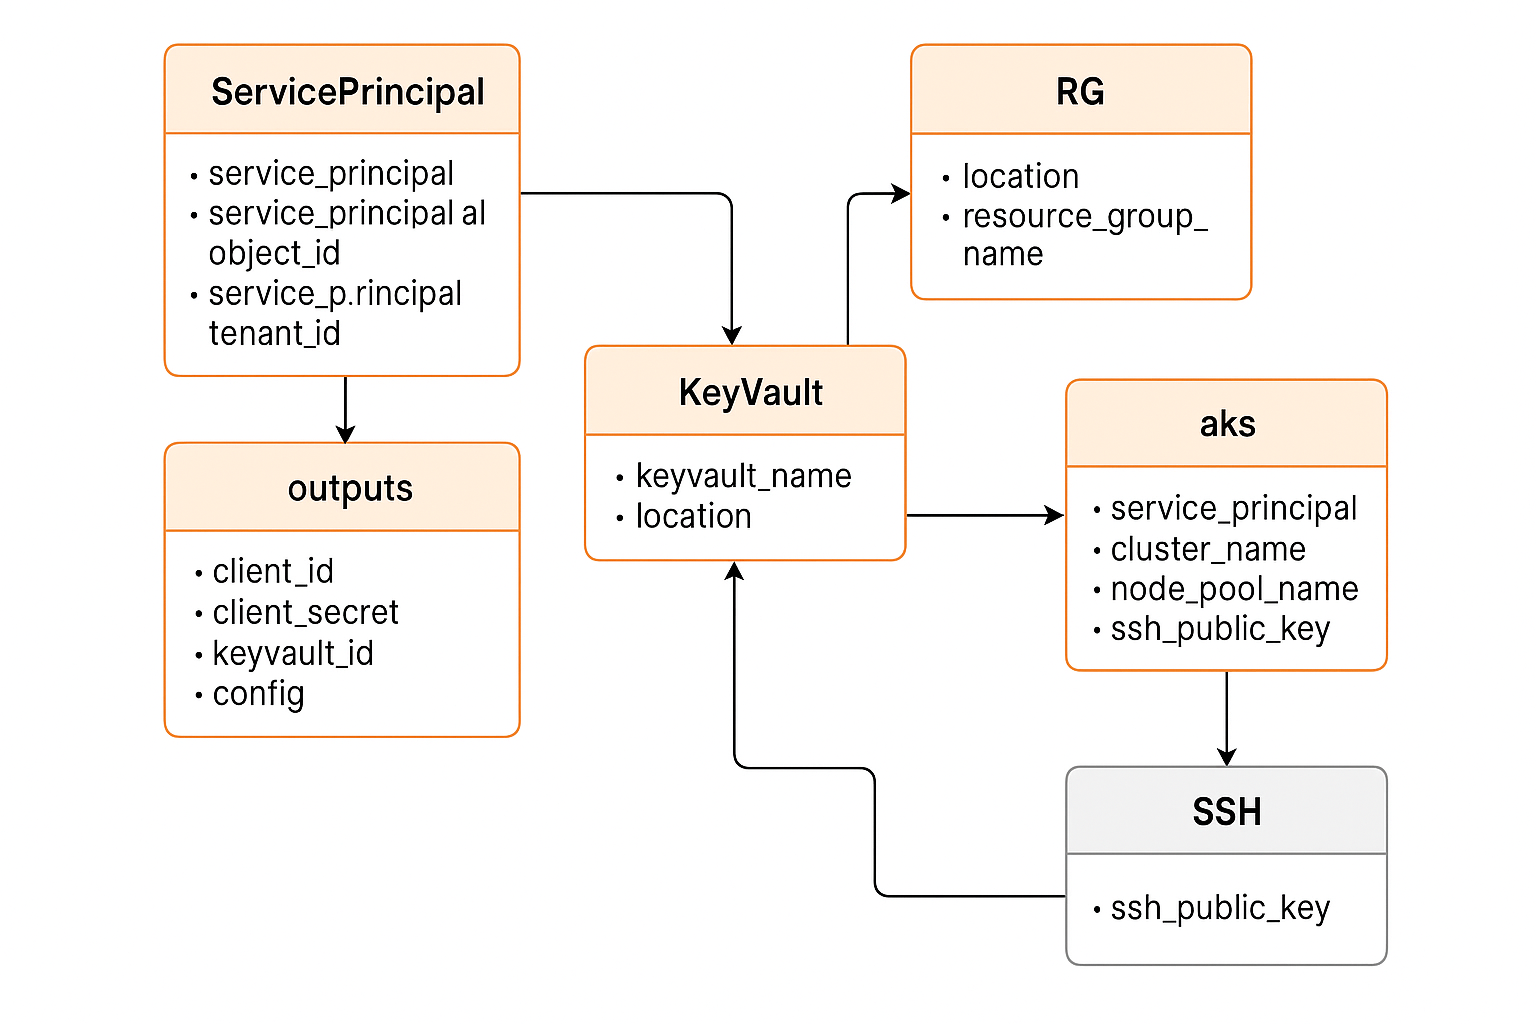 ServicePrincipal
• service_principal
• service_principal al
object_id
• service_p.rincipal
tenant_id
RG
• location
• resource_group_
name
KeyVault
• keyvault_name
• location
aks
• service_principal
• cluster_name
• node_pool_name
• ssh_public_key
outputs
• client_id
• client_secret
• keyvault_id
• config
SSH
• ssh_public_key